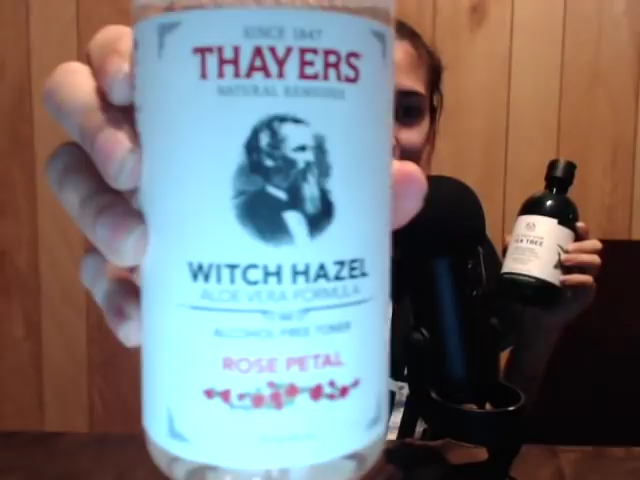 SINCE 1847
THAYERS
NATURAL REMEDIES
WITCH HAZEL
ALOE VERA FORMULA
ALCOHOL-FREE TONER
ROSE PETAL
TEA TREE